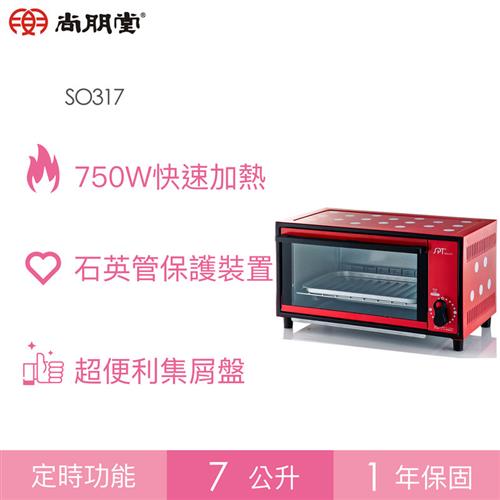 尚朋堂®
SO317
750W快速加熱
石英管保護裝置
超便利集屑盤
SPT
定時功能
7 公升
1 年保固